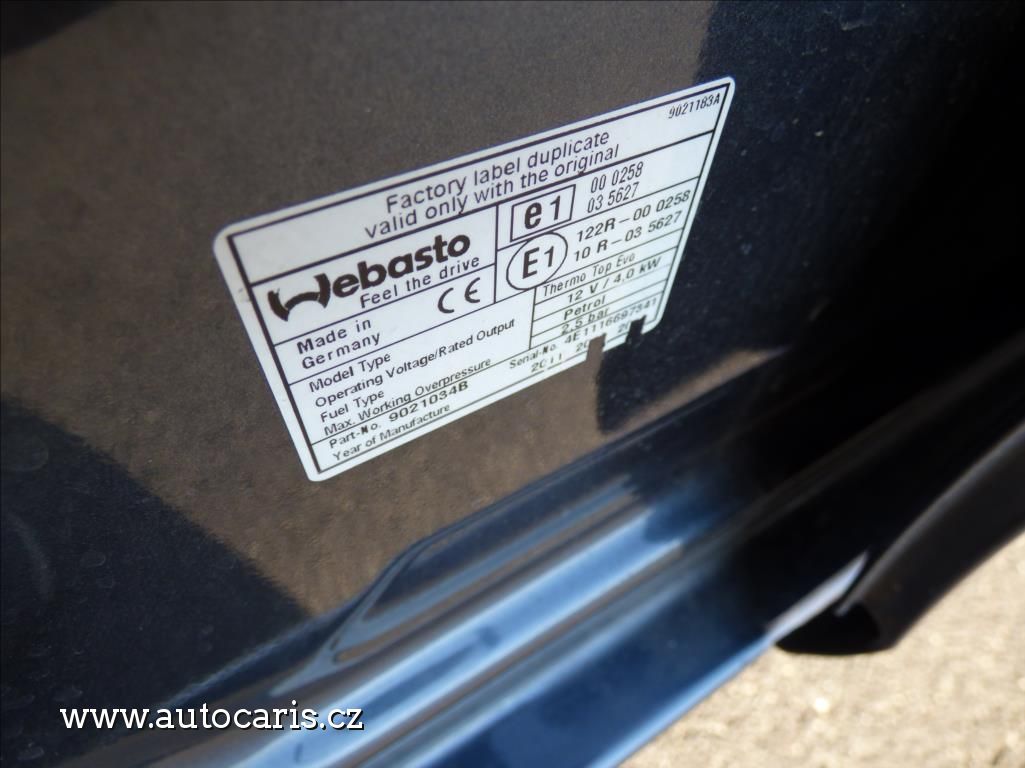 9021183A
Factory label duplicate
valid only with the original
Webasto
Feel the drive
e1
00 0258
03 5627
E1
122R-00 0258
10 R-03 5627
Made in
Germany
CE
Model Type Thermo Top Evo
Operating Voltage/Rated Output 12 V / 4,0 kW
Fuel Type Petrol
Max. Working Overpressure 2,5 bar
Part-No. 9021034B Serial-No. 4E1116697341
Year of Manufacture 2011
www.autocaris.cz